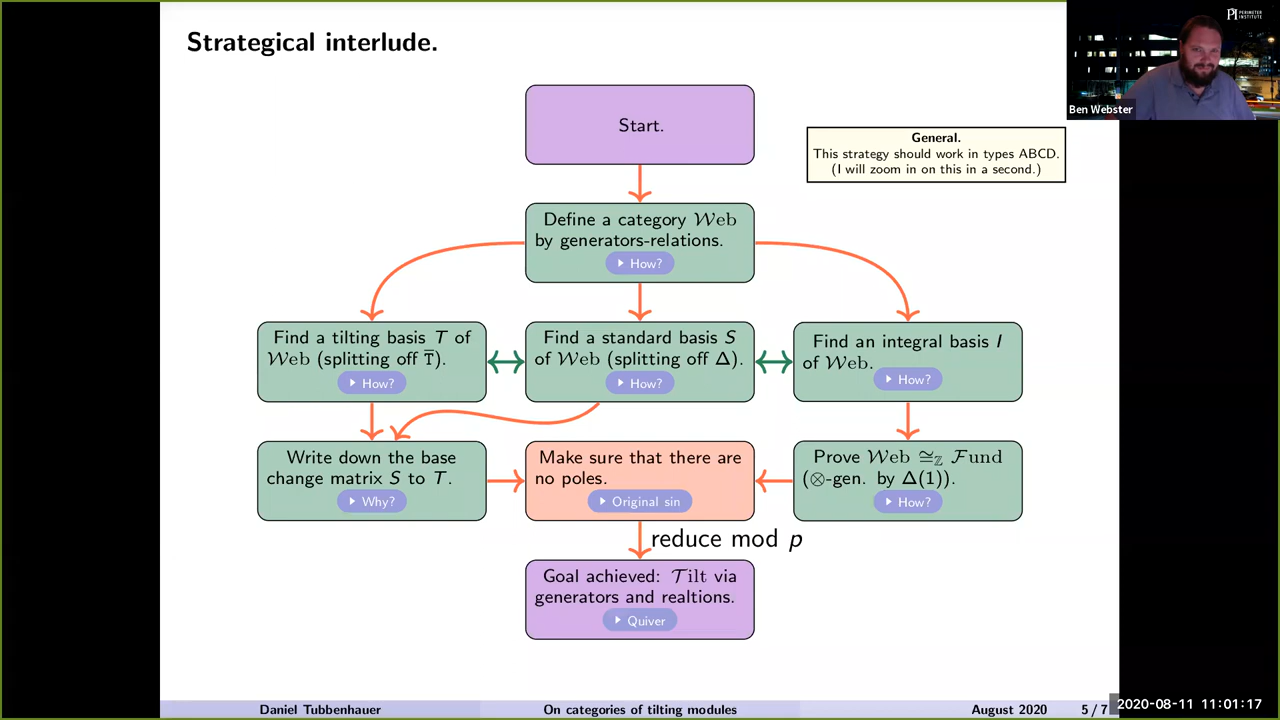 Strategical interlude.
PI PERIMETER
INSTITUTE
Ben Webster
Start.
General.
This strategy should work in types ABCD.
(I will zoom in on this in a second.)
Define a category Web
by generators-relations.
How?
Find a tilting basis T of
Web (splitting off T̅).
How?
Find a standard basis S
of Web (splitting off Δ).
How?
Find an integral basis I
of Web.
How?
Write down the base
change matrix S to T.
Why?
Make sure that there are
no poles.
Original sin
Prove Web ≅ℤ Fund
(⊗-gen. by Δ(1)).
How?
reduce mod p
Goal achieved: Tilt via
generators and realtions.
Quiver
Daniel Tubbenhauer On categories of tilting modules August 2020 5 / 7
2020-08-11 11:01:17